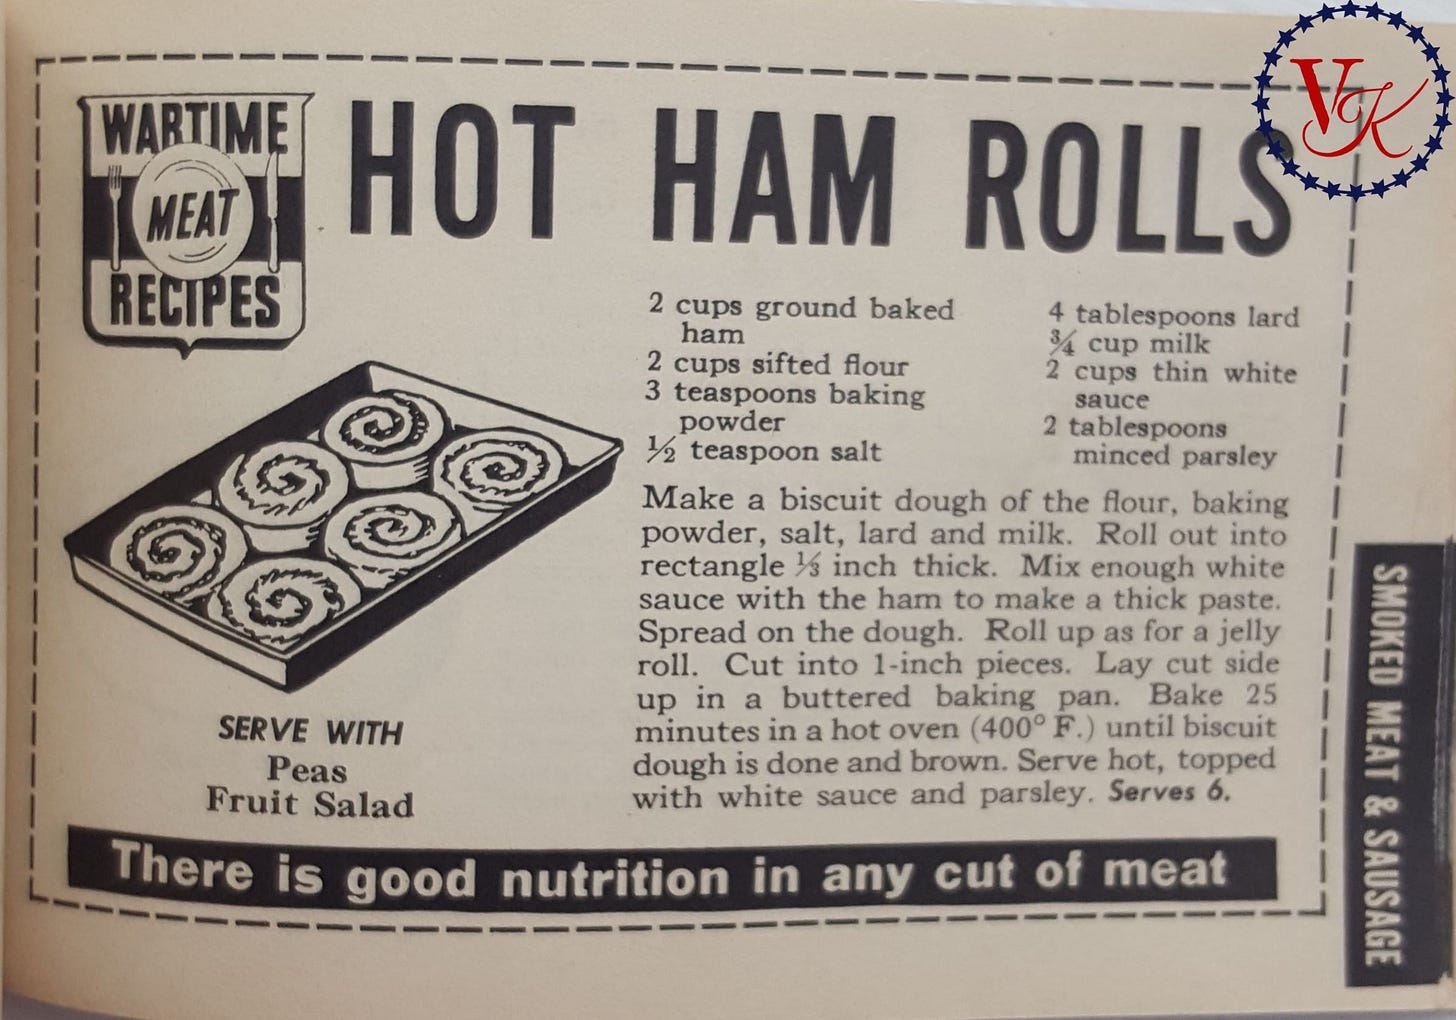 VK
WARTIME
MEAT
RECIPES
HOT HAM ROLLS
2 cups ground baked
ham
2 cups sifted flour
3 teaspoons baking
powder
½ teaspoon salt
4 tablespoons lard
¾ cup milk
2 cups thin white
sauce
2 tablespoons
minced parsley
Make a biscuit dough of the flour, baking
powder, salt, lard and milk. Roll out into
rectangle ⅓ inch thick. Mix enough white
sauce with the ham to make a thick paste.
Spread on the dough. Roll up as for a jelly
roll. Cut into 1-inch pieces. Lay cut side
up in a buttered baking pan. Bake 25
minutes in a hot oven (400° F.) until biscuit
dough is done and brown. Serve hot, topped
with white sauce and parsley. Serves 6.
SERVE WITH
Peas
Fruit Salad
There is good nutrition in any cut of meat
SMOKED MEAT & SAUSAGE